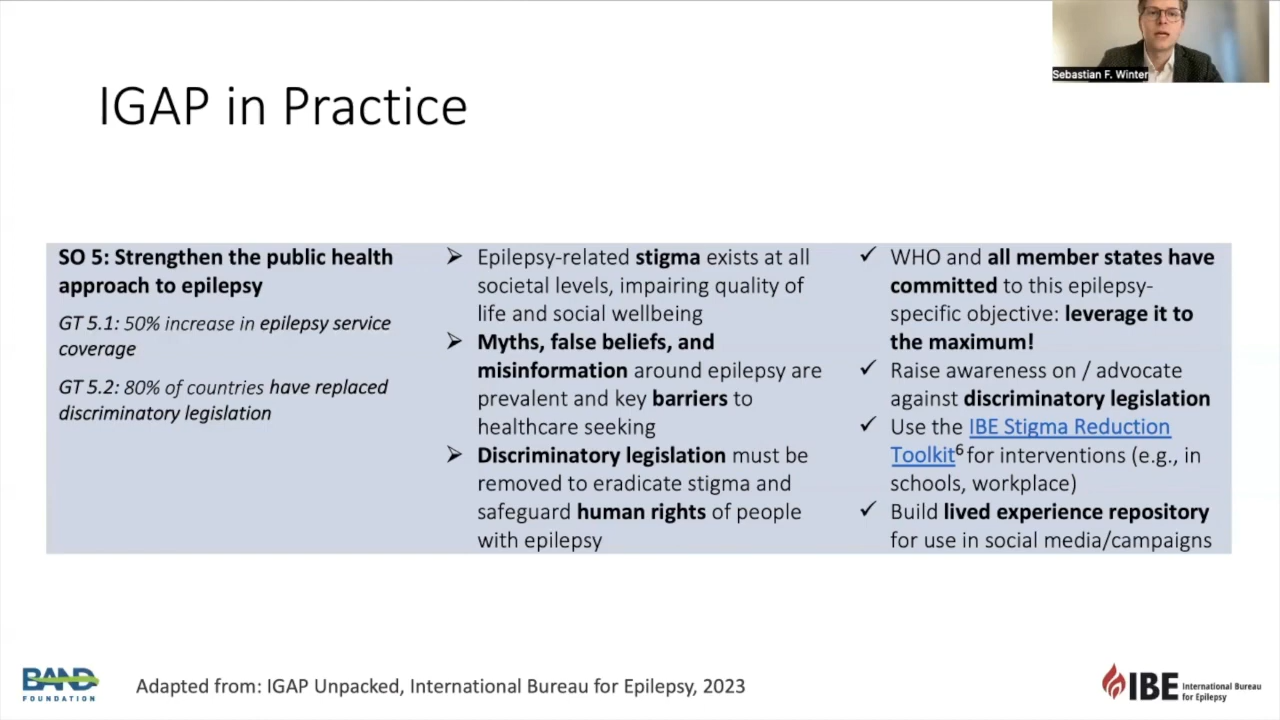 Sebastian F. Winter
IGAP in Practice
SO 5: Strengthen the public health
approach to epilepsy
GT 5.1: 50% increase in epilepsy service
coverage
GT 5.2: 80% of countries have replaced
discriminatory legislation
➢ Epilepsy-related stigma exists at all
societal levels, impairing quality of
life and social wellbeing
➢ Myths, false beliefs, and
misinformation around epilepsy are
prevalent and key barriers to
healthcare seeking
➢ Discriminatory legislation must be
removed to eradicate stigma and
safeguard human rights of people
with epilepsy
✓ WHO and all member states have
committed to this epilepsy-
specific objective: leverage it to
the maximum!
✓ Raise awareness on / advocate
against discriminatory legislation
✓ Use the IBE Stigma Reduction
Toolkit⁶ for interventions (e.g., in
schools, workplace)
✓ Build lived experience repository
for use in social media/campaigns
BAND
FOUNDATION
Adapted from: IGAP Unpacked, International Bureau for Epilepsy, 2023
IBE International Bureau
for Epilepsy